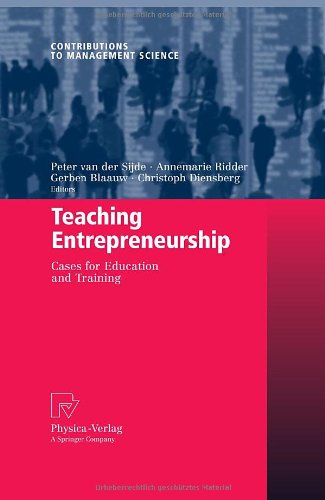 Urheberrechtlich geschütztes Material
CONTRIBUTIONS
TO MANAGEMENT SCIENCE
Peter van der Sijde · Annemarie Ridder
Gerben Blaauw · Christoph Diensberg
Editors
Teaching
Entrepreneurship
Cases for Education
and Training
Physica-Verlag
A Springer Company
Urheberrechtlich geschütztes Material